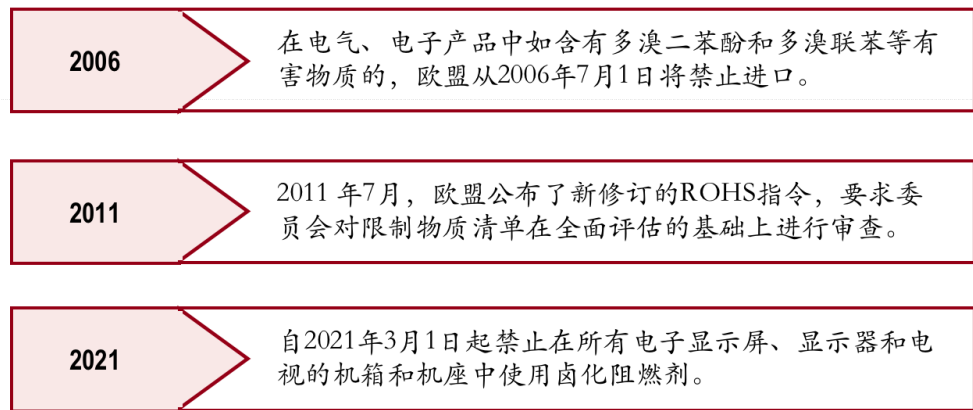 2006
在电气、电子产品中如含有多溴二苯酚和多溴联苯等有
害物质的，欧盟从2006年7月1日将禁止进口。
2011
2011 年7月，欧盟公布了新修订的ROHS指令，要求委
员会对限制物质清单在全面评估的基础上进行审查。
2021
自2021年3月1日起禁止在所有电子显示屏、显示器和电
视的机箱和机座中使用卤化阻燃剂。